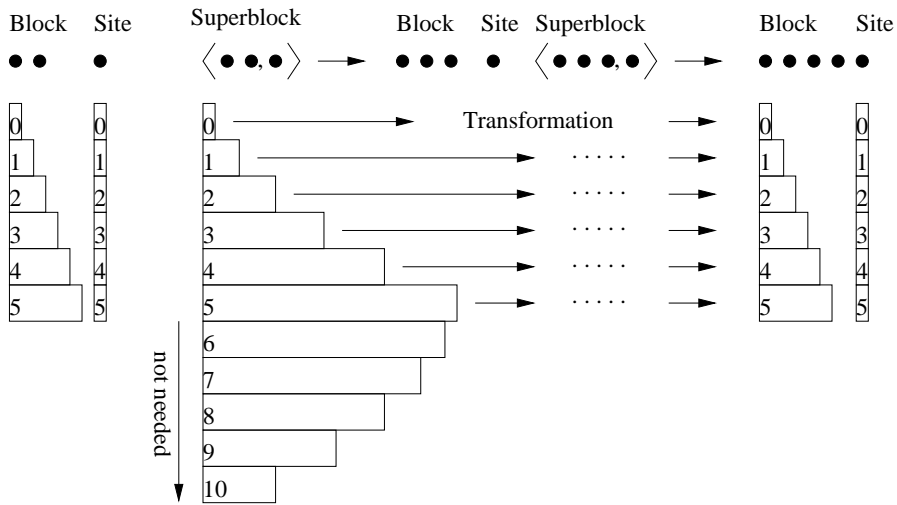 Block Site Superblock Block Site Superblock Block Site
0 0 0 Transformation 0 0
1 1 1 1 1
2 2 2 2 2
3 3 3 3 3
4 4 4 4 4
5 5 5 5 5
6
7
8
9
10
not needed